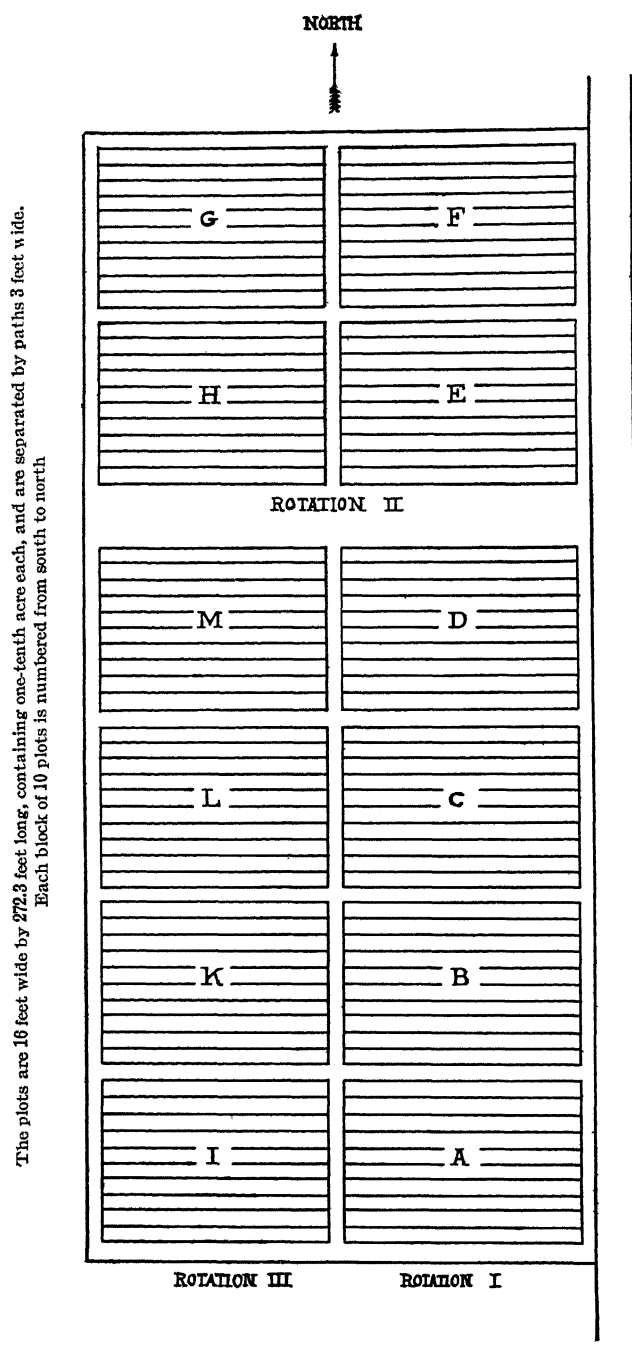 NORTH
The plots are 16 feet wide by 272.3 feet long, containing one-tenth acre each, and are separated by paths 3 feet wide.
Each block of 10 plots is numbered from south to north
G F
H E
ROTATION II
M D
L C
K B
I A
ROTATION III ROTATION I